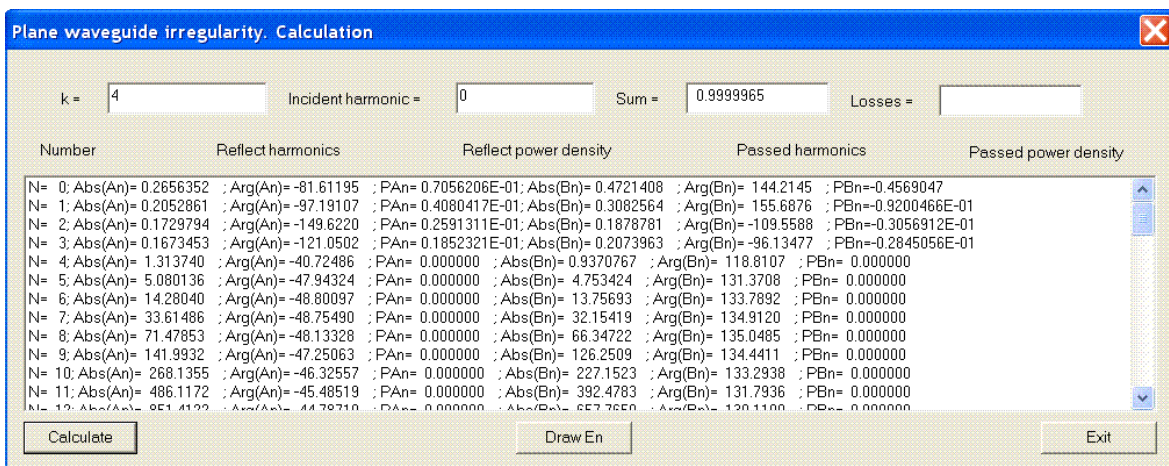 Plane waveguide irregularity. Calculation
k = 4 Incident harmonic = 0 Sum = 0.9999965 Losses =
Number Reflect harmonics Reflect power density Passed harmonics Passed power density
N= 0; Abs(An)= 0.2656352 ; Arg(An)= -81.61195 ; PAn= 0.7056206E-01; Abs(Bn)= 0.4721408 ; Arg(Bn)= 144.2145 ; PBn=-0.4569047
N= 1; Abs(An)= 0.2052861 ; Arg(An)= -97.19107 ; PAn= 0.4080417E-01; Abs(Bn)= 0.3082564 ; Arg(Bn)= 155.6876 ; PBn=-0.9200466E-01
N= 2; Abs(An)= 0.1729794 ; Arg(An)= -149.6220 ; PAn= 0.2591311E-01; Abs(Bn)= 0.1878781 ; Arg(Bn)= -109.5588 ; PBn=-0.3056912E-01
N= 3; Abs(An)= 0.1673453 ; Arg(An)= -121.0502 ; PAn= 0.1852321E-01; Abs(Bn)= 0.2073963 ; Arg(Bn)= -96.13477 ; PBn=-0.2845056E-01
N= 4; Abs(An)= 1.313740 ; Arg(An)= -40.72486 ; PAn= 0.000000 ; Abs(Bn)= 0.9370767 ; Arg(Bn)= 118.8107 ; PBn= 0.000000
N= 5; Abs(An)= 5.080136 ; Arg(An)= -47.94324 ; PAn= 0.000000 ; Abs(Bn)= 4.753424 ; Arg(Bn)= 131.3708 ; PBn= 0.000000
N= 6; Abs(An)= 14.28040 ; Arg(An)= -48.80097 ; PAn= 0.000000 ; Abs(Bn)= 13.75693 ; Arg(Bn)= 133.7892 ; PBn= 0.000000
N= 7; Abs(An)= 33.61486 ; Arg(An)= -48.75490 ; PAn= 0.000000 ; Abs(Bn)= 32.15419 ; Arg(Bn)= 134.9120 ; PBn= 0.000000
N= 8; Abs(An)= 71.47853 ; Arg(An)= -48.13328 ; PAn= 0.000000 ; Abs(Bn)= 66.34722 ; Arg(Bn)= 135.0485 ; PBn= 0.000000
N= 9; Abs(An)= 141.9932 ; Arg(An)= -47.25063 ; PAn= 0.000000 ; Abs(Bn)= 126.2509 ; Arg(Bn)= 134.4411 ; PBn= 0.000000
N= 10; Abs(An)= 268.1355 ; Arg(An)= -46.32557 ; PAn= 0.000000 ; Abs(Bn)= 227.1523 ; Arg(Bn)= 133.2938 ; PBn= 0.000000
N= 11; Abs(An)= 486.1172 ; Arg(An)= -45.48519 ; PAn= 0.000000 ; Abs(Bn)= 392.4783 ; Arg(Bn)= 131.7936 ; PBn= 0.000000
Calculate Draw En Exit